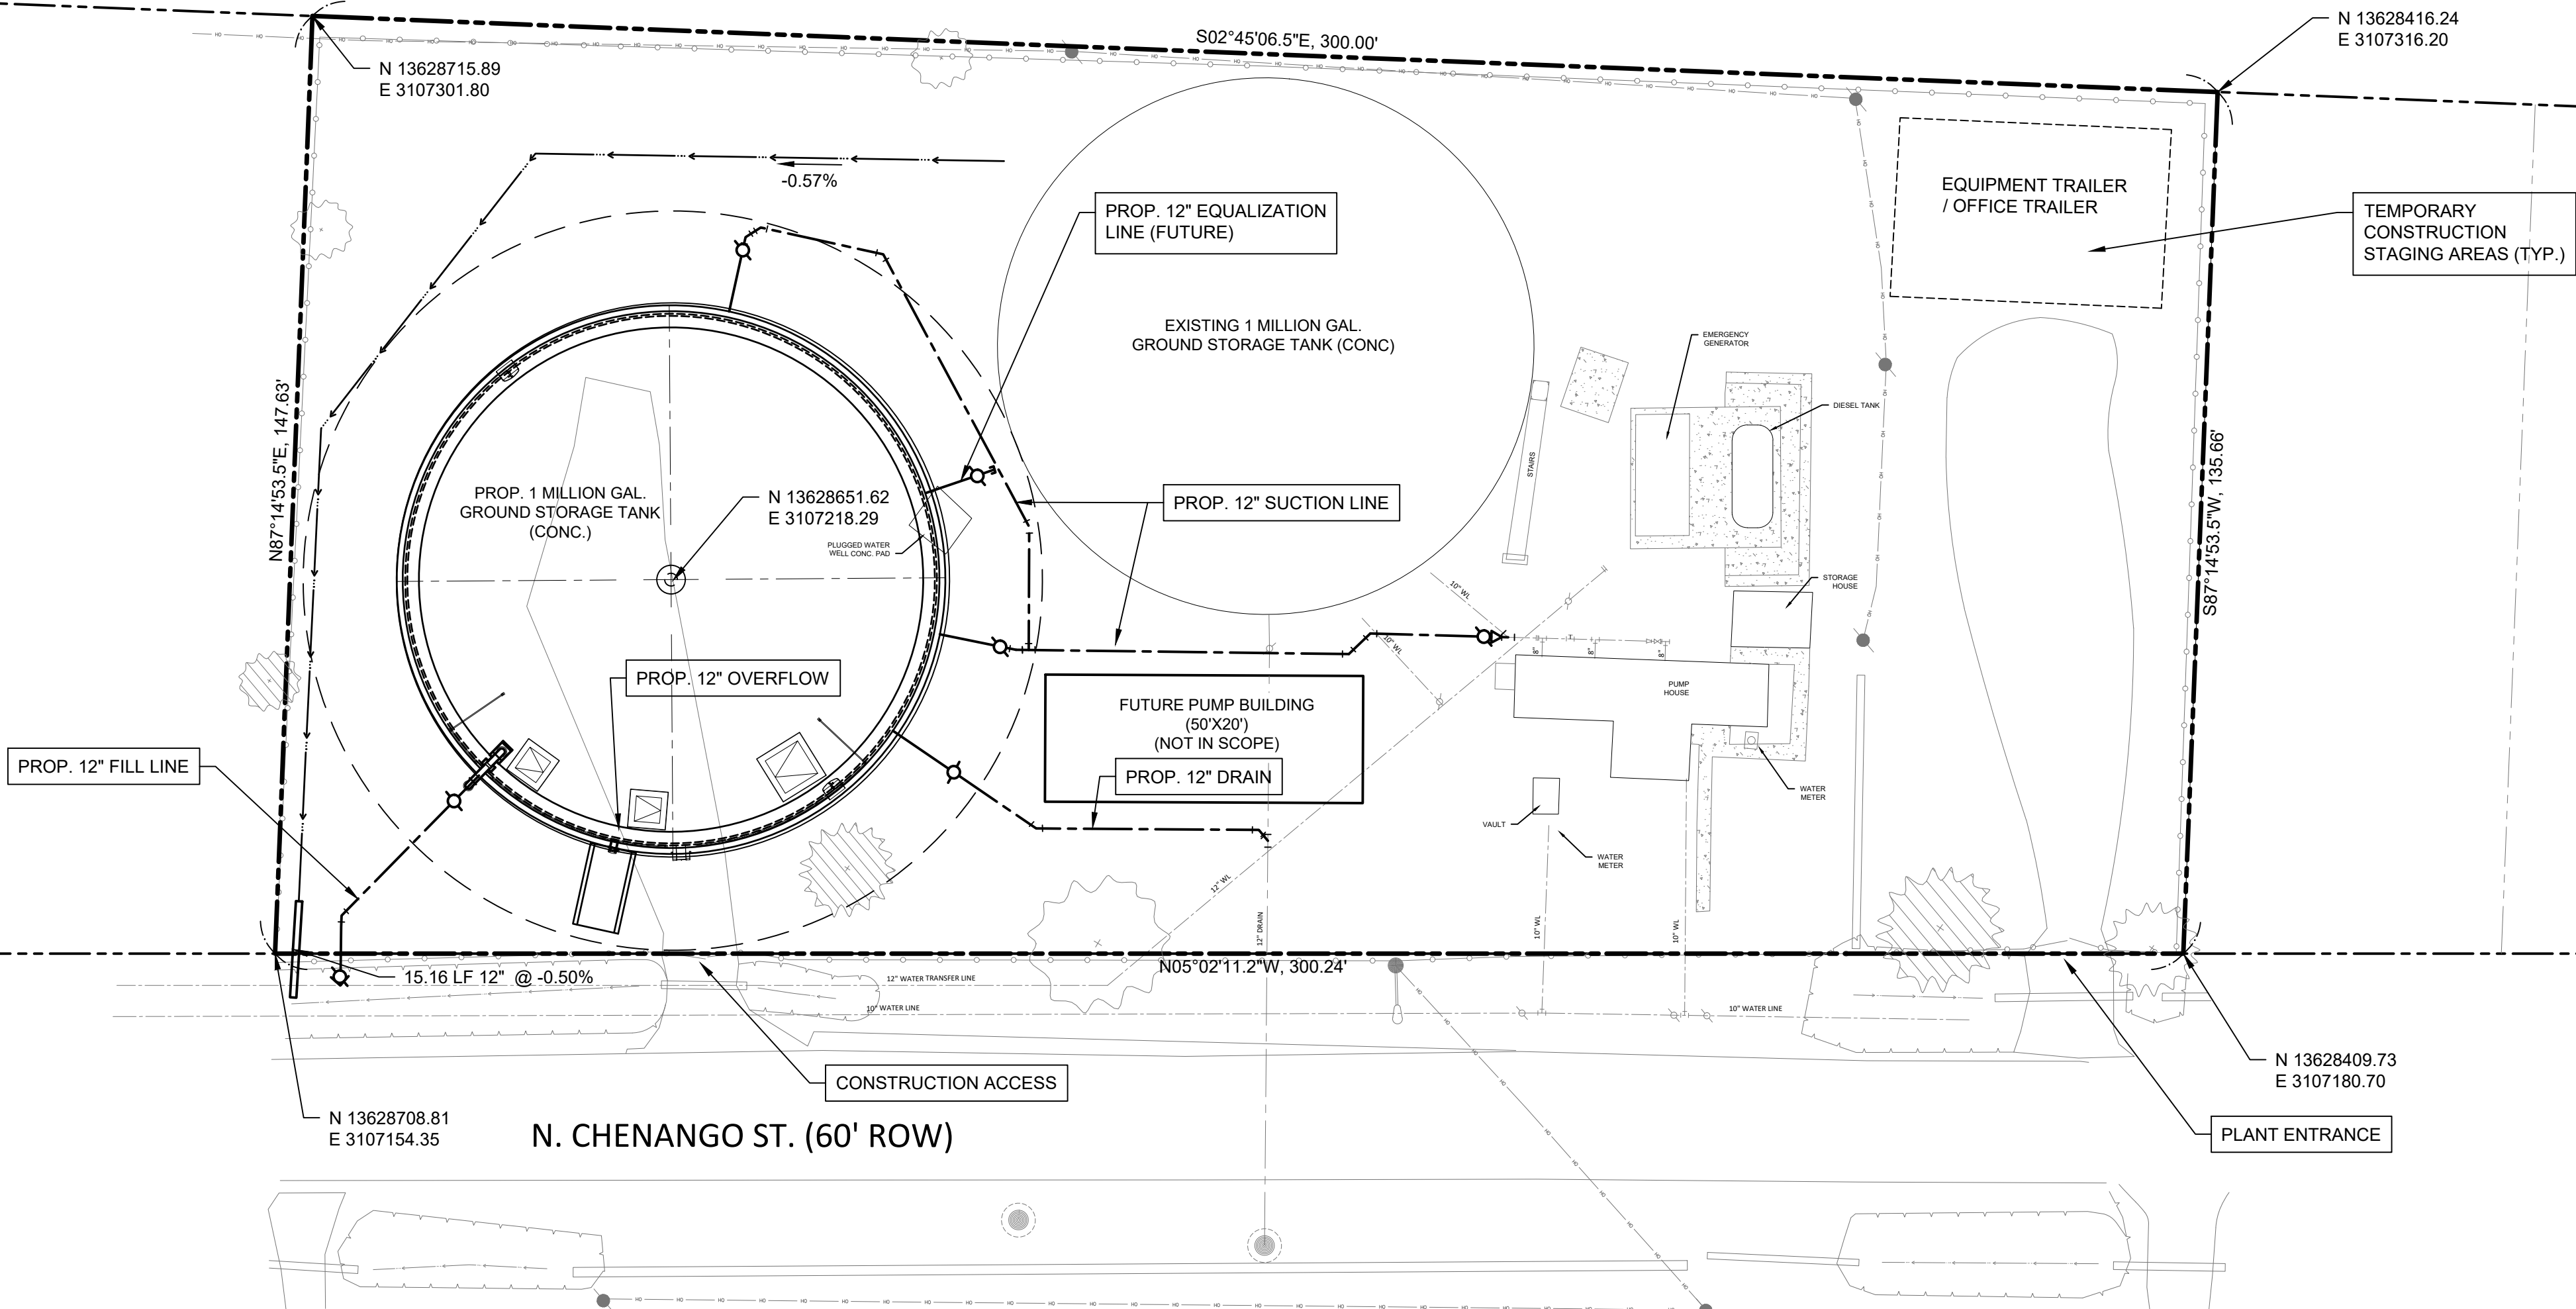 N 13628715.89
E 3107301.80
S02°45'06.5"E, 300.00'
N 13628416.24
E 3107316.20
-0.57%
PROP. 12" EQUALIZATION
LINE (FUTURE)
EQUIPMENT TRAILER
/ OFFICE TRAILER
TEMPORARY
CONSTRUCTION
STAGING AREAS (TYP.)
EXISTING 1 MILLION GAL.
GROUND STORAGE TANK (CONC)
EMERGENCY
GENERATOR
DIESEL TANK
STAIRS
N87°14'53.5"E, 147.63'
PROP. 1 MILLION GAL.
GROUND STORAGE TANK
(CONC.)
N 13628651.62
E 3107218.29
PLUGGED WATER
WELL CONC. PAD
PROP. 12" SUCTION LINE
S87°14'53.5"W, 135.66'
STORAGE
HOUSE
10" WL
10" WL
8"
8"
8"
PROP. 12" OVERFLOW
FUTURE PUMP BUILDING
(50'X20')
(NOT IN SCOPE)
PROP. 12" DRAIN
PUMP
HOUSE
PROP. 12" FILL LINE
WATER
METER
VAULT
WATER
METER
12" WL
12" DRAIN
10" WL
10" WL
N05°02'11.2"W, 300.24'
15.16 LF 12" @ -0.50%
12" WATER TRANSFER LINE
10" WATER LINE
10" WATER LINE
CONSTRUCTION ACCESS
N 13628409.73
E 3107180.70
N 13628708.81
E 3107154.35
N. CHENANGO ST. (60' ROW)
PLANT ENTRANCE